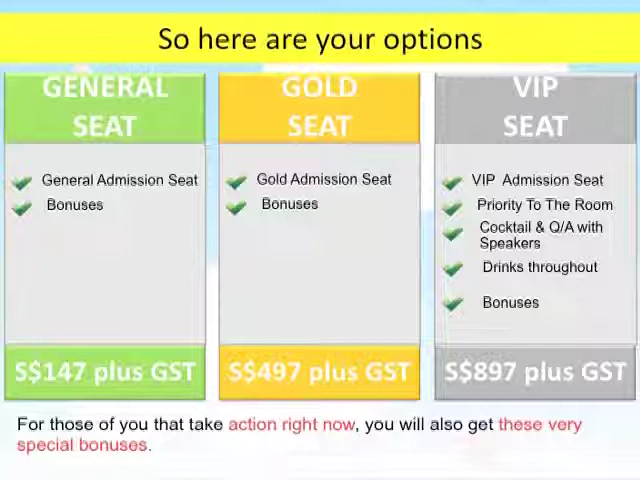 So here are your options
GENERAL
SEAT
General Admission Seat
Bonuses
S$147 plus GST
GOLD
SEAT
Gold Admission Seat
Bonuses
S$497 plus GST
VIP
SEAT
VIP Admission Seat
Priority To The Room
Cocktail & Q/A with
Speakers
Drinks throughout
Bonuses
S$897 plus GST
For those of you that take action right now, you will also get these very
special bonuses.